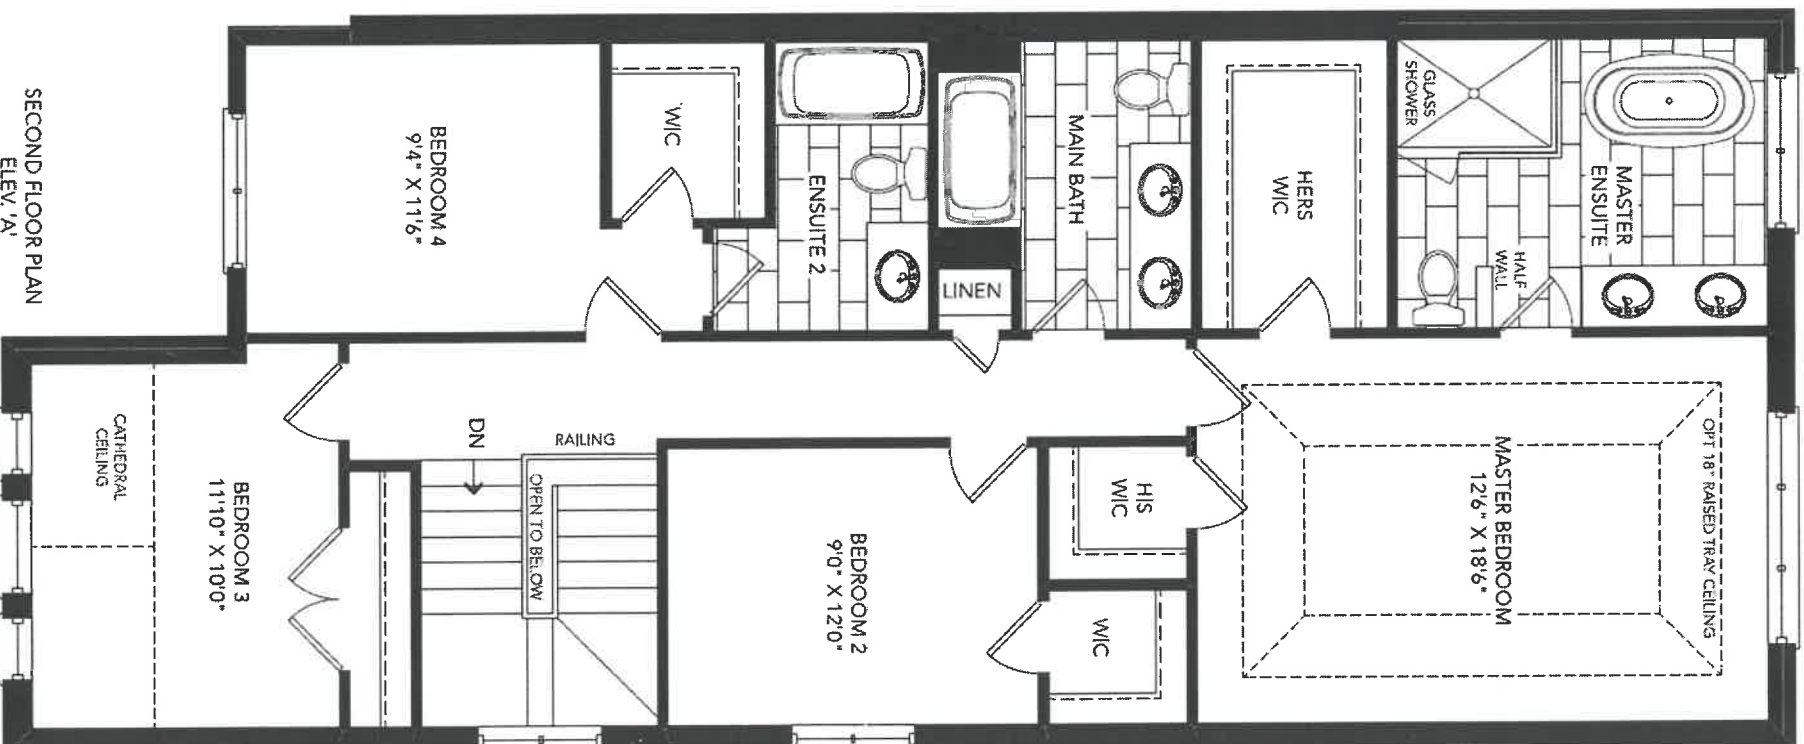 GLASS
SHOWER
MASTER
ENSUITE
HALF
WALL
HERS
WIC
MAIN BATH
LINEN
ENSUITE 2
WIC
BEDROOM 4
9'4" X 11'6"
OPT 18" RAISED TRAY CEILING
MASTER BEDROOM
12'6" X 18'6"
HIS
WIC
WIC
BEDROOM 2
9'0" X 12'0"
RAILING
OPEN TO BELOW
DN
BEDROOM 3
11'10" X 10'0"
CATHEDRAL
CEILING
SECOND FLOOR PLAN
ELEV. 'A'